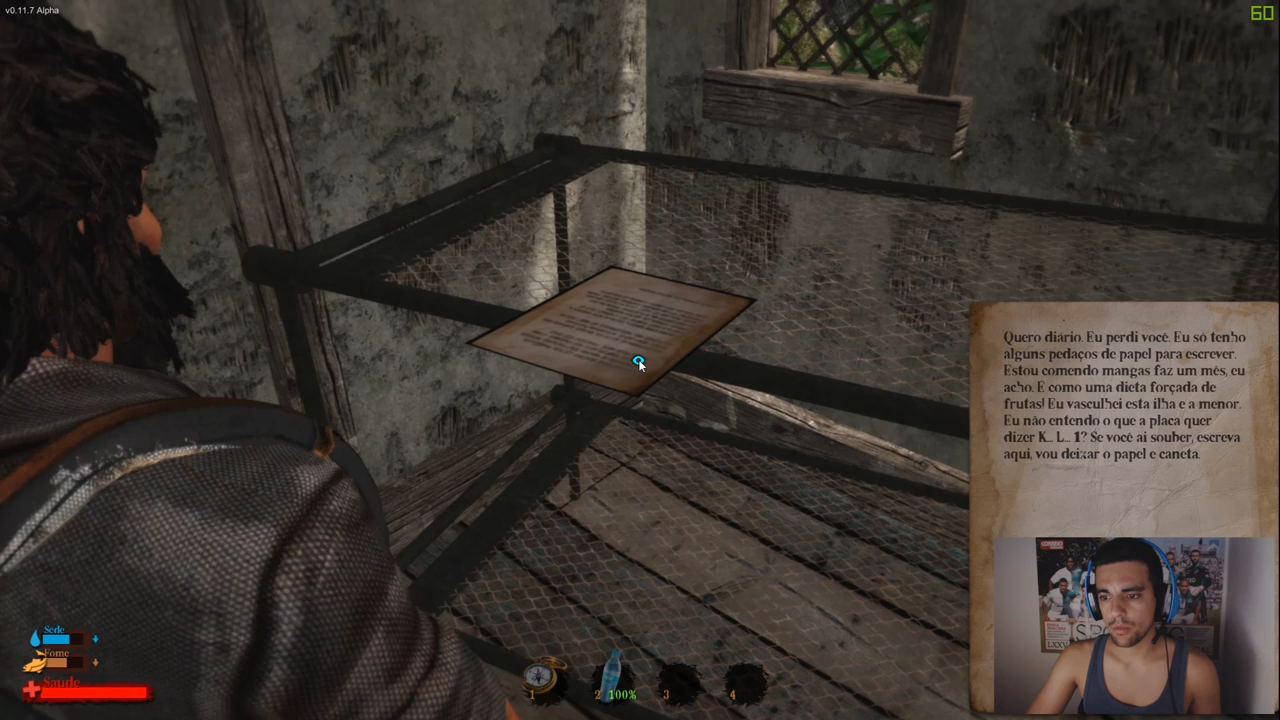 v0.11.7 Alpha
60
Quero diário. Eu perdi você. Eu só tenho
alguns pedaços de papel para escrever.
Estou comendo mangas faz um mês, eu
acho. E como uma dieta forçada de
frutas! Eu vasculhei esta ilha e a menor.
Eu não entendo o que a placa quer
dizer K... L... 1? Se você ai souber, escreva
aqui, vou deixar o papel e caneta.
Sede
Fome
Saúde
1
2 100%
3
4